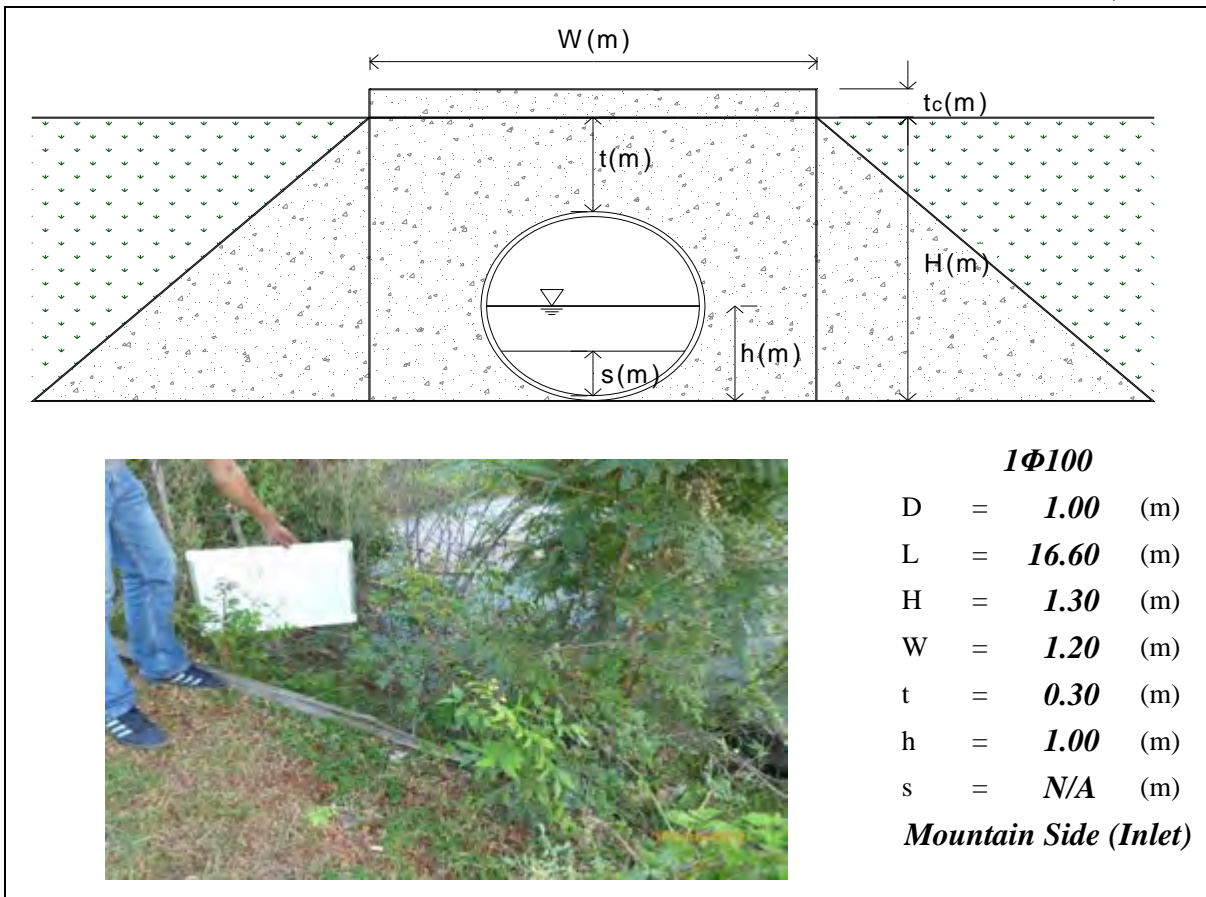 W(m)
tc(m)
t(m)
H(m)
h(m)
s(m)
1Φ100
D = 1.00 (m)
L = 16.60 (m)
H = 1.30 (m)
W = 1.20 (m)
t = 0.30 (m)
h = 1.00 (m)
s = N/A (m)
Mountain Side (Inlet)